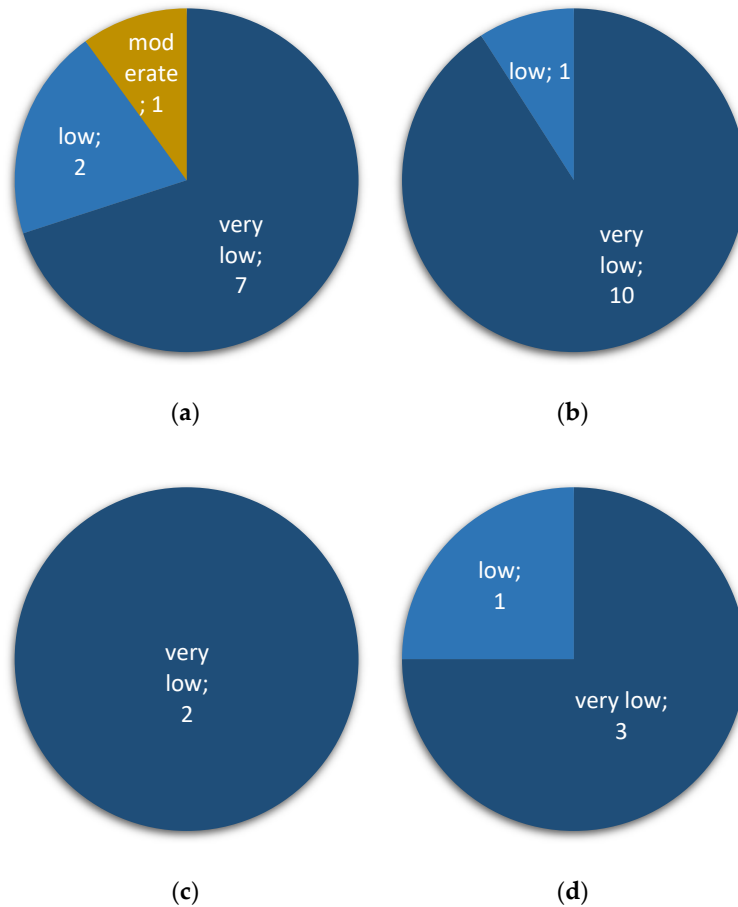 mod
erate
; 1
low;
2
very
low;
7
low; 1
very
low;
10
(a)
(b)
very
low;
2
low;
1
very low;
3
(c)
(d)